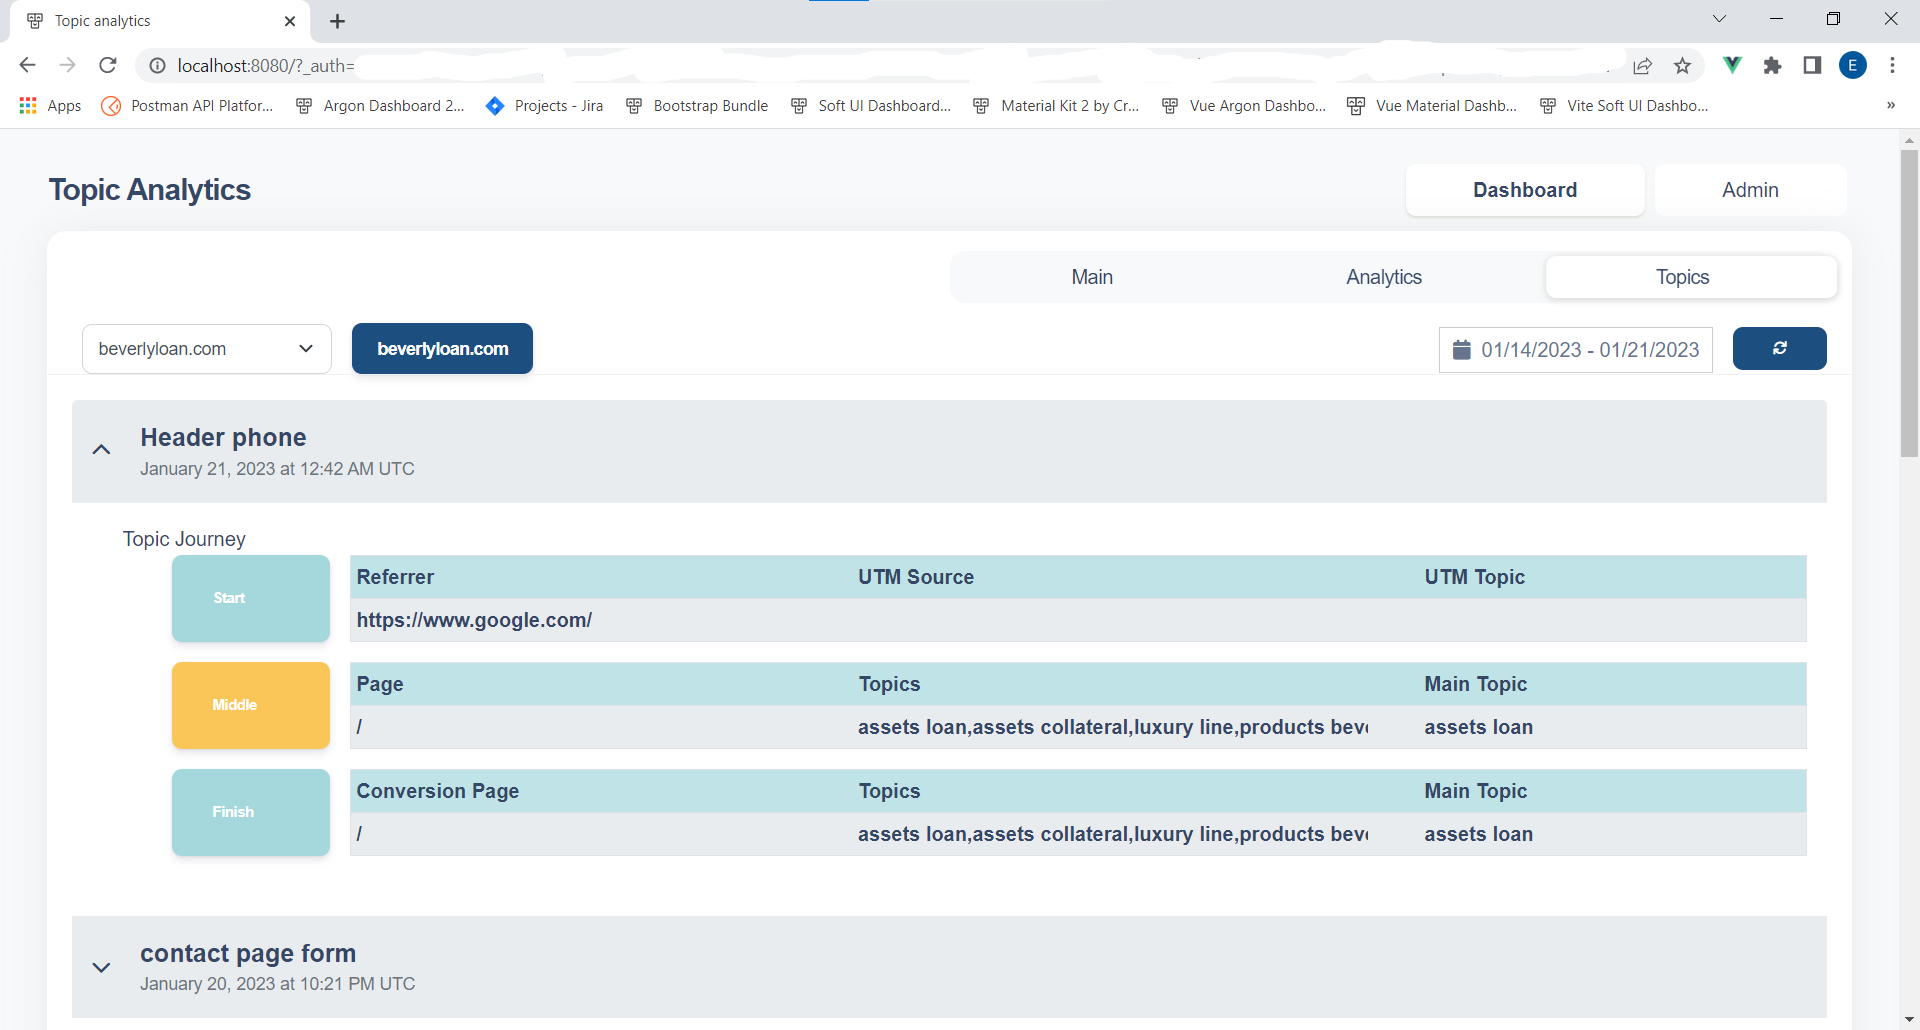 Topic analytics
localhost:8080/?_auth=
E
Apps
Postman API Platfor...
Argon Dashboard 2...
Projects - Jira
Bootstrap Bundle
Soft UI Dashboard...
Material Kit 2 by Cr...
Vue Argon Dashbo...
Vue Material Dashb...
Vite Soft UI Dashbo...
»
Topic Analytics
Dashboard
Admin
Main
Analytics
Topics
beverlyloan.com
beverlyloan.com
01/14/2023 - 01/21/2023
Header phone
January 21, 2023 at 12:42 AM UTC
Topic Journey
Start
Referrer
UTM Source
UTM Topic
https://www.google.com/
Middle
Page
Topics
Main Topic
/
assets loan,assets collateral,luxury line,products bev
assets loan
Finish
Conversion Page
Topics
Main Topic
/
assets loan,assets collateral,luxury line,products bev
assets loan
contact page form
January 20, 2023 at 10:21 PM UTC